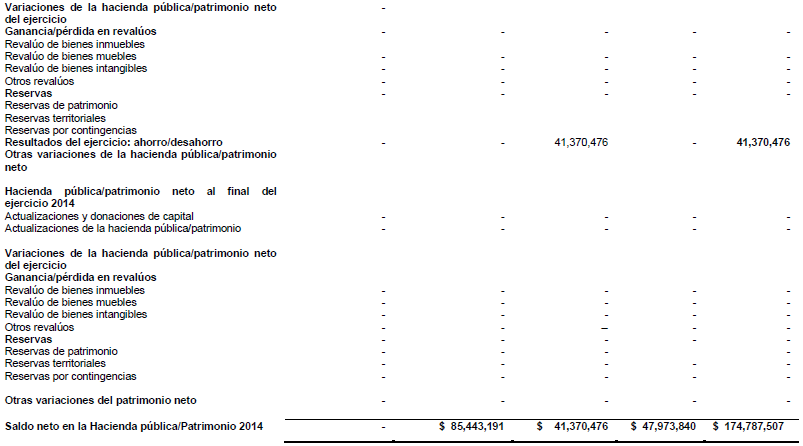 Variaciones de la hacienda pública/patrimonio neto -
del ejercicio
Ganancia/pérdida en revalúos - - - - -
Revalúo de bienes inmuebles
Revalúo de bienes muebles - - - - -
Revalúo de bienes intangibles - - - - -
Otros revalúos - - - - -
Reservas - - - - -
Reservas de patrimonio
Reservas territoriales
Reservas por contingencias
Resultados del ejercicio: ahorro/desahorro - - 41,370,476 - 41,370,476
Otras variaciones de la hacienda pública/patrimonio
neto
Hacienda pública/patrimonio neto al final del
ejercicio 2014
Actualizaciones y donaciones de capital - - - - -
Actualizaciones de la hacienda pública/patrimonio - - - - -
Variaciones de la hacienda pública/patrimonio neto
del ejercicio
Ganancia/pérdida en revalúos
Revalúo de bienes inmuebles - - - - -
Revalúo de bienes muebles - - - - -
Revalúo de bienes intangibles - - - - -
Otros revalúos - - – - -
Reservas - - - - -
Reservas de patrimonio - - - - -
Reservas territoriales - - - - -
Reservas por contingencias - - - - -
Otras variaciones del patrimonio neto - - - - -
Saldo neto en la Hacienda pública/Patrimonio 2014 - $ 85,443,191 $ 41,370,476 $ 47,973,840 $ 174,787,507